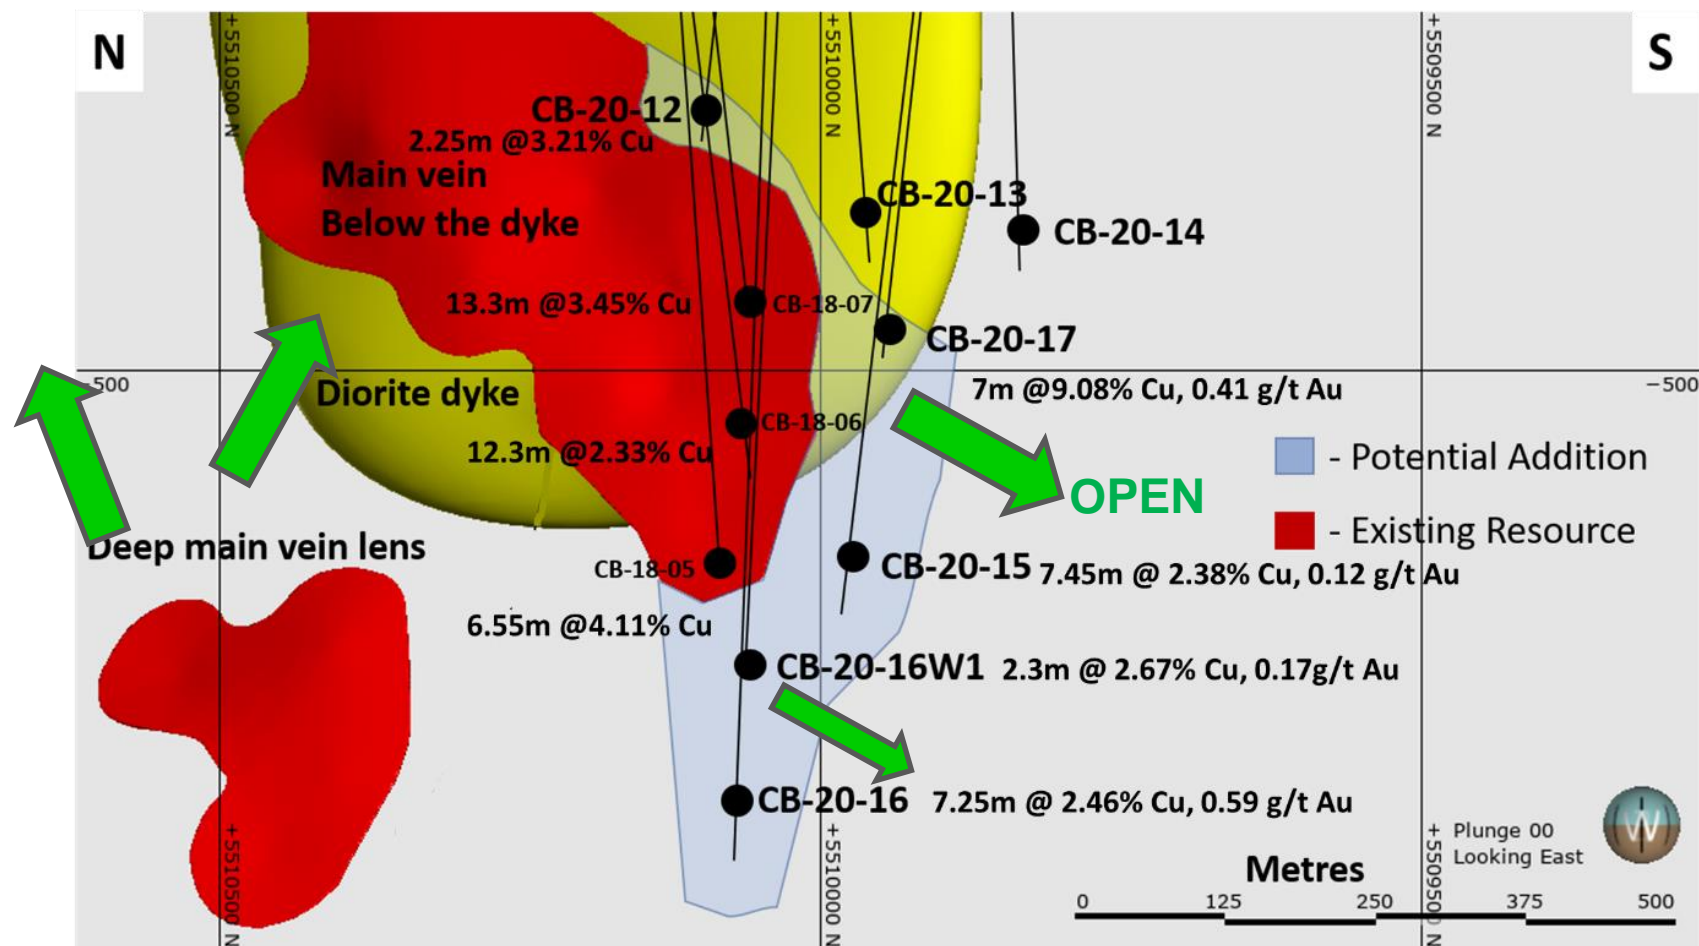 N
S
+5510500 N
+5510000 N
+5509500 N
CB-20-12
2.25m @3.21% Cu
Main vein
Below the dyke
CB-20-13
CB-20-14
13.3m @3.45% Cu
CB-18-07
CB-20-17
-500
−500
Diorite dyke
7m @9.08% Cu, 0.41 g/t Au
CB-18-06
12.3m @2.33% Cu
- Potential Addition
OPEN
- Existing Resource
Deep main vein lens
CB-18-05
CB-20-15
7.45m @ 2.38% Cu, 0.12 g/t Au
6.55m @4.11% Cu
CB-20-16W1
2.3m @ 2.67% Cu, 0.17g/t Au
CB-20-16
7.25m @ 2.46% Cu, 0.59 g/t Au
+5510500 N
+5510000 N
+5509500 N
Plunge 00
Looking East
W
Metres
0 125 250 375 500